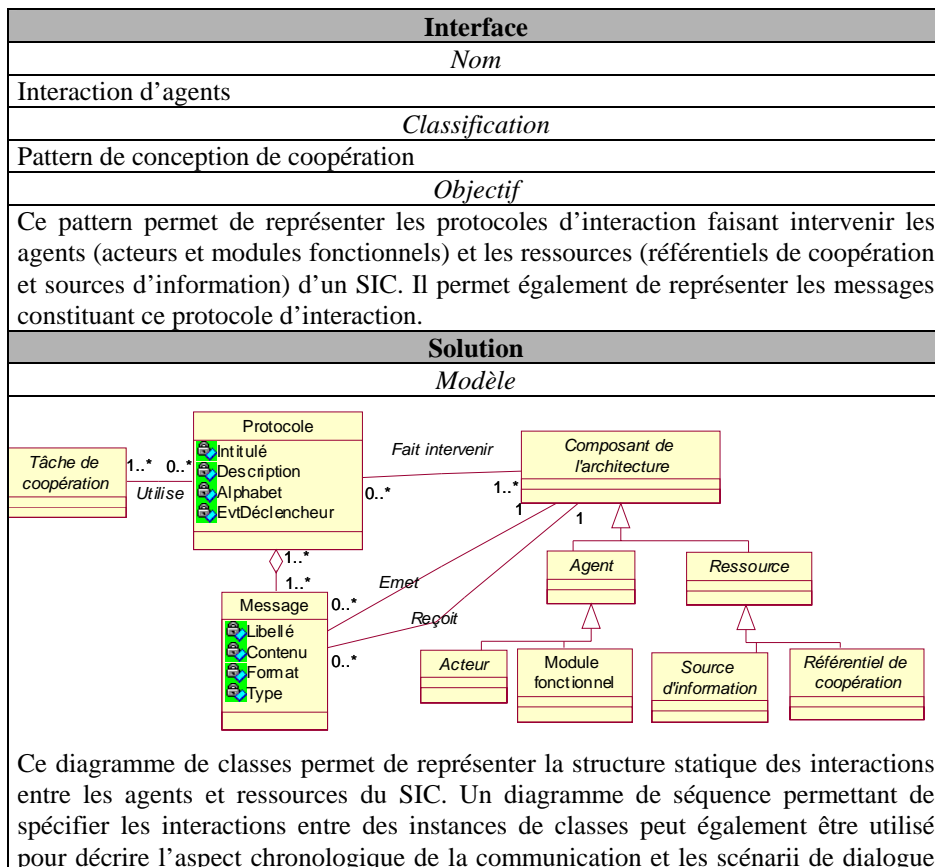 Interface
Nom
Interaction d'agents
Classification
Pattern de conception de coopération
Objectif
Ce pattern permet de représenter les protocoles d'interaction faisant intervenir les
agents (acteurs et modules fonctionnels) et les ressources (référentiels de coopération
et sources d'information) d'un SIC. Il permet également de représenter les messages
constituant ce protocole d'interaction.
Solution
Modèle
Tâche de
coopération
1..* 0..*
Utilise
Protocole
Intitulé
Description
Alphabet
EvtDéclencheur
Fait intervenir
0..*
1..*
Composant de
l'architecture
1
1
1..*
1..*
Message
Libellé
Contenu
Format
Type
0..*
Emet
Reçoit
0..*
Agent
Ressource
Acteur
Module
fonctionnel
Source
d'information
Référentiel de
coopération
Ce diagramme de classes permet de représenter la structure statique des interactions
entre les agents et ressources du SIC. Un diagramme de séquence permettant de
spécifier les interactions entre des instances de classes peut également être utilisé
pour décrire l'aspect chronologique de la communication et les scénarii de dialogue